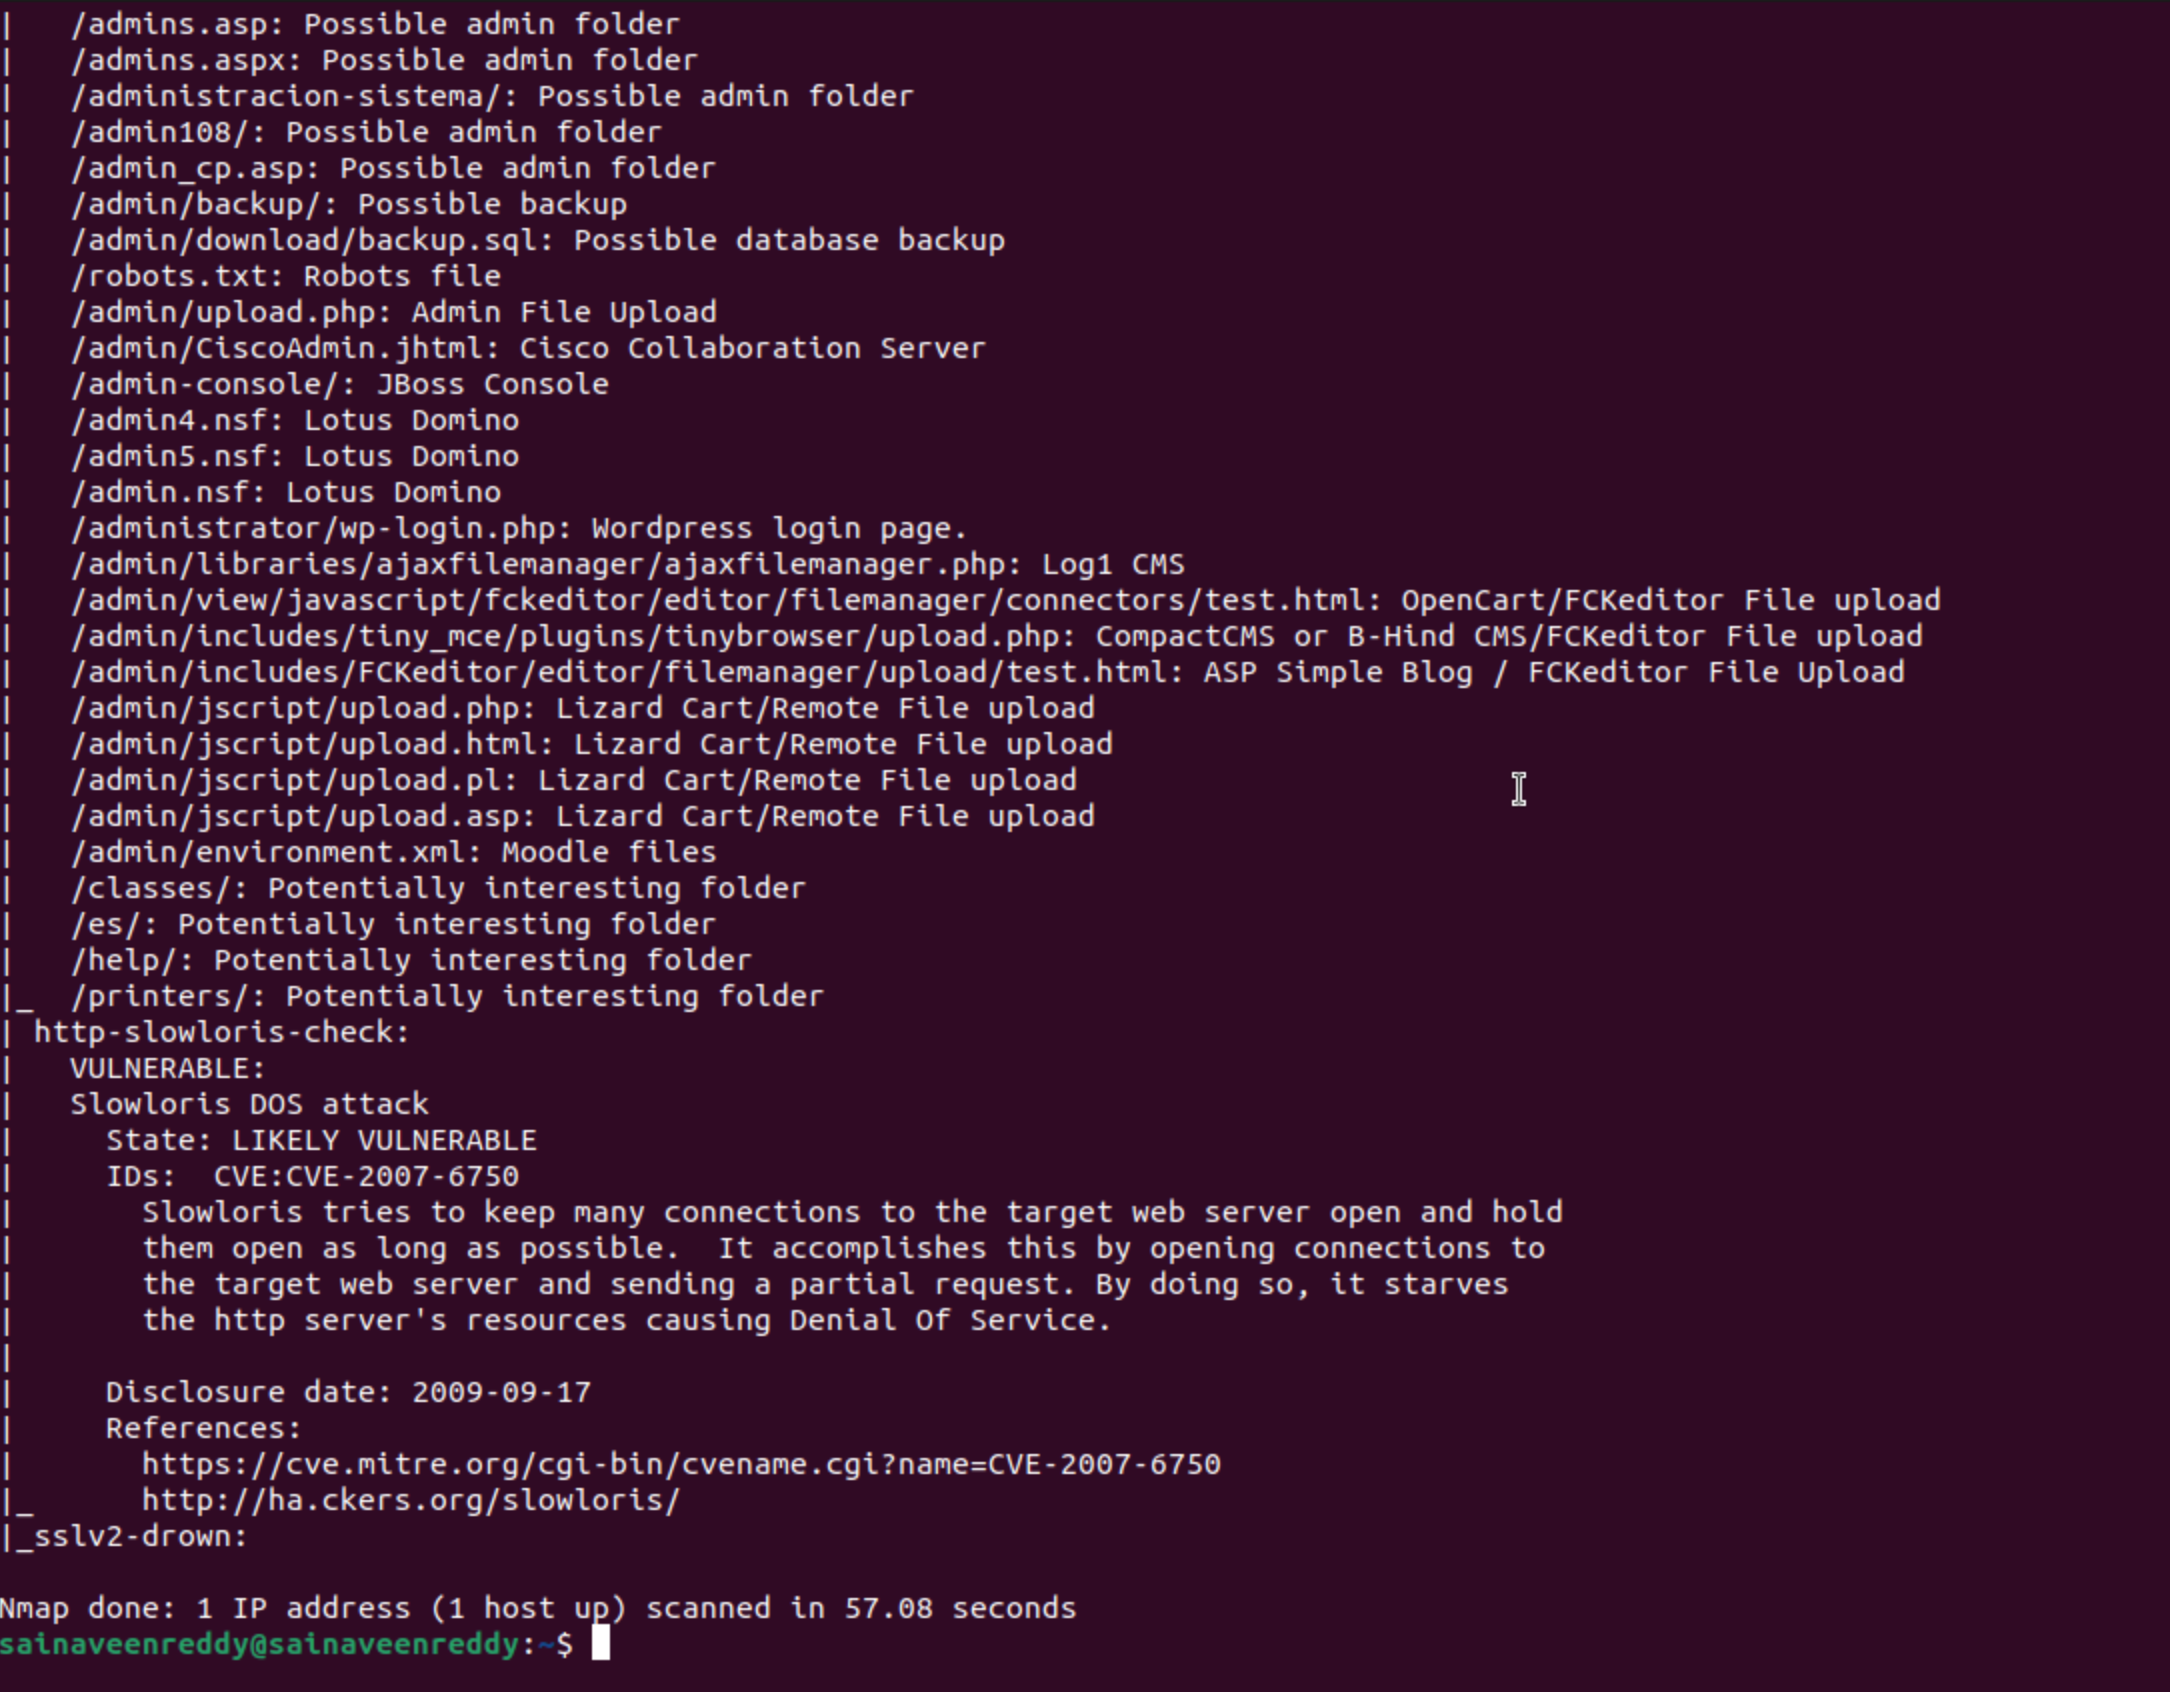 |   /admins.asp: Possible admin folder
|   /admins.aspx: Possible admin folder
|   /administracion-sistema/: Possible admin folder
|   /admin108/: Possible admin folder
|   /admin_cp.asp: Possible admin folder
|   /admin/backup/: Possible backup
|   /admin/download/backup.sql: Possible database backup
|   /robots.txt: Robots file
|   /admin/upload.php: Admin File Upload
|   /admin/CiscoAdmin.jhtml: Cisco Collaboration Server
|   /admin-console/: JBoss Console
|   /admin4.nsf: Lotus Domino
|   /admin5.nsf: Lotus Domino
|   /admin.nsf: Lotus Domino
|   /administrator/wp-login.php: Wordpress login page.
|   /admin/libraries/ajaxfilemanager/ajaxfilemanager.php: Log1 CMS
|   /admin/view/javascript/fckeditor/editor/filemanager/connectors/test.html: OpenCart/FCKeditor File upload
|   /admin/includes/tiny_mce/plugins/tinybrowser/upload.php: CompactCMS or B-Hind CMS/FCKeditor File upload
|   /admin/includes/FCKeditor/editor/filemanager/upload/test.html: ASP Simple Blog / FCKeditor File Upload
|   /admin/jscript/upload.php: Lizard Cart/Remote File upload
|   /admin/jscript/upload.html: Lizard Cart/Remote File upload
|   /admin/jscript/upload.pl: Lizard Cart/Remote File upload
|   /admin/jscript/upload.asp: Lizard Cart/Remote File upload
|   /admin/environment.xml: Moodle files
|   /classes/: Potentially interesting folder
|   /es/: Potentially interesting folder
|   /help/: Potentially interesting folder
|_  /printers/: Potentially interesting folder
| http-slowloris-check:
|   VULNERABLE:
|   Slowloris DOS attack
|     State: LIKELY VULNERABLE
|     IDs:  CVE:CVE-2007-6750
|       Slowloris tries to keep many connections to the target web server open and hold
|       them open as long as possible.  It accomplishes this by opening connections to
|       the target web server and sending a partial request. By doing so, it starves
|       the http server's resources causing Denial Of Service.
|
|     Disclosure date: 2009-09-17
|     References:
|       https://cve.mitre.org/cgi-bin/cvename.cgi?name=CVE-2007-6750
|_      http://ha.ckers.org/slowloris/
|_sslv2-drown:

Nmap done: 1 IP address (1 host up) scanned in 57.08 seconds
sainaveenreddy@sainaveenreddy:~$